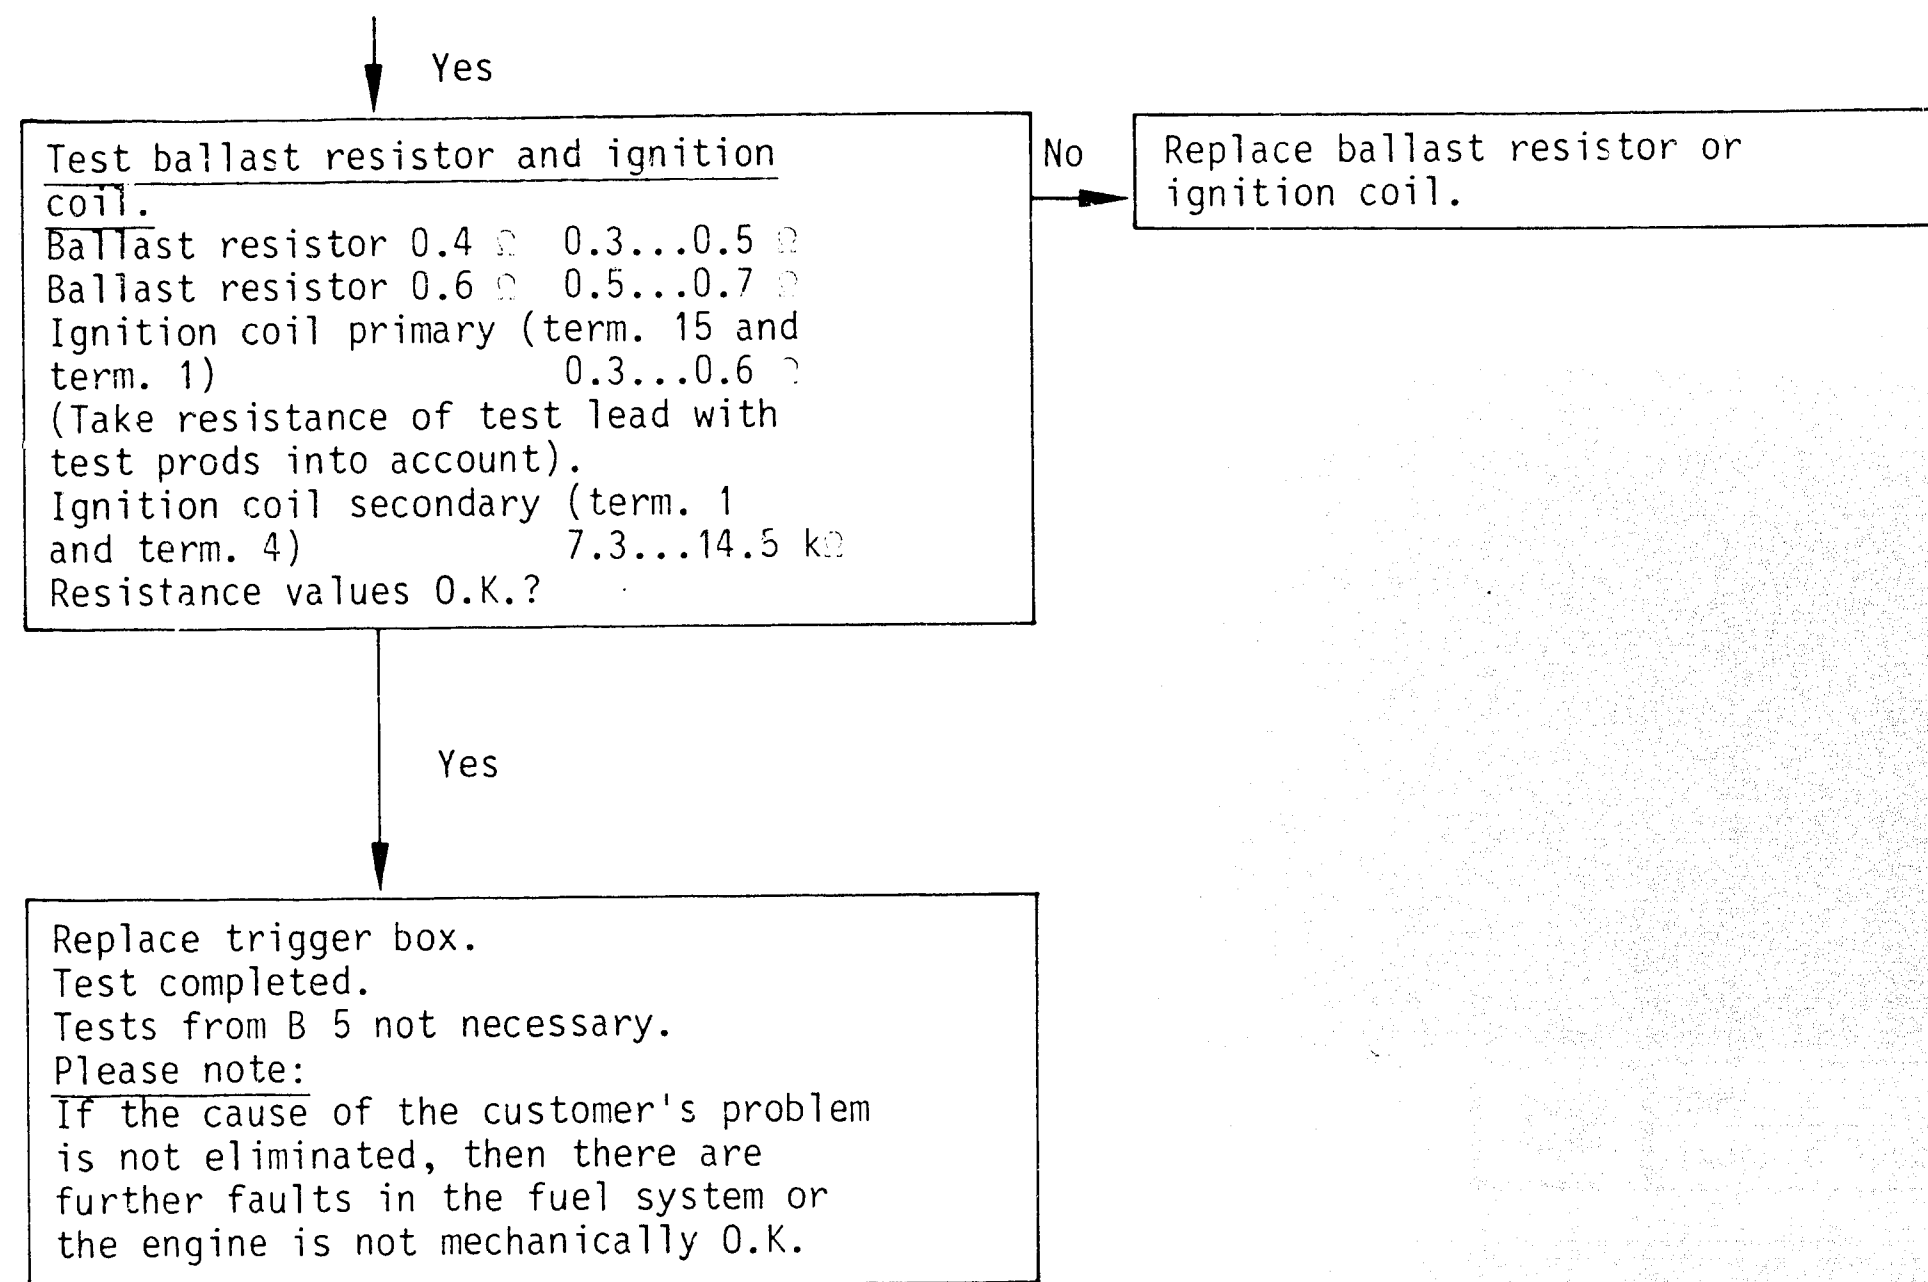 Yes
Test ballast resistor and ignition
coil.
Ballast resistor 0.4 Ω 0.3...0.5 Ω
Ballast resistor 0.6 Ω 0.5...0.7 Ω
Ignition coil primary (term. 15 and
term. 1) 0.3...0.6 Ω
(Take resistance of test lead with
test prods into account).
Ignition coil secondary (term. 1
and term. 4) 7.3...14.5 kΩ
Resistance values O.K.?
No
Replace ballast resistor or
ignition coil.
Yes
Replace trigger box.
Test completed.
Tests from B 5 not necessary.
Please note:
If the cause of the customer's problem
is not eliminated, then there are
further faults in the fuel system or
the engine is not mechanically O.K.